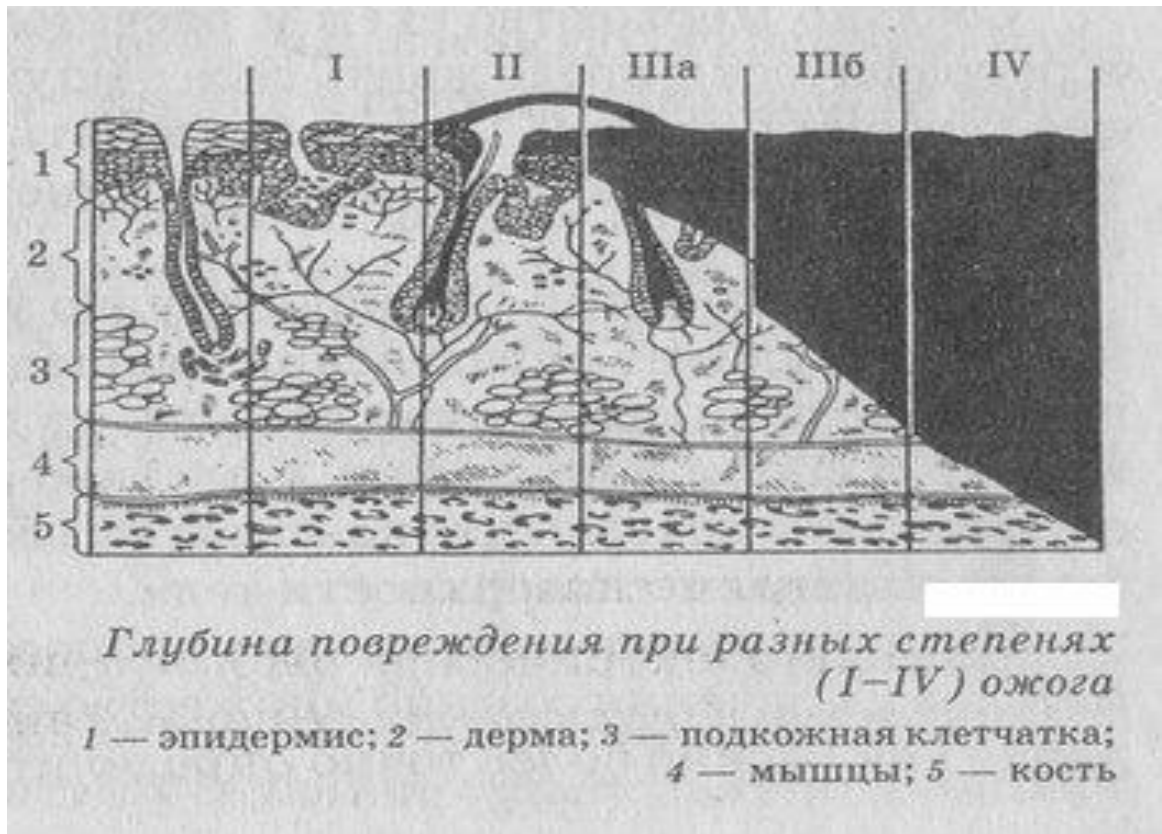 I II IIIа IIIб IV
1
2
3
4
5
Глубина повреждения при разных степенях
(I—IV) ожога
1 — эпидермис; 2 — дерма; 3 — подкожная клетчатка;
4 — мышцы; 5 — кость